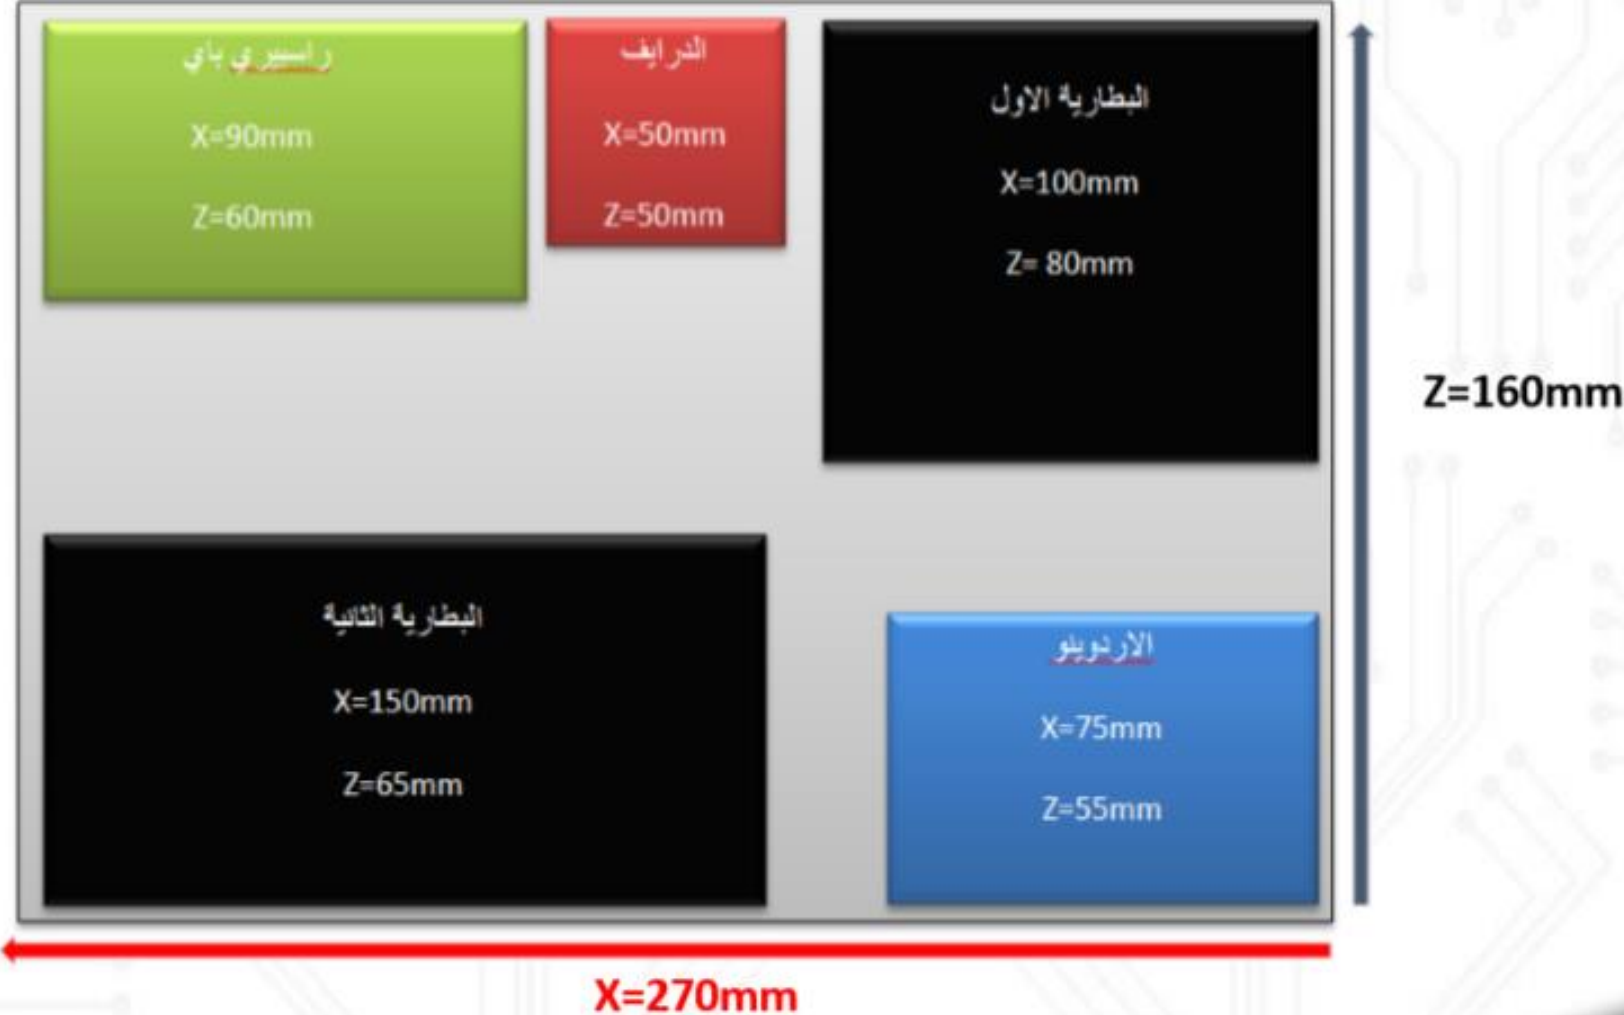 راسبيري باي
X=90mm
Z=60mm
الدرايف
X=50mm
Z=50mm
البطارية الاول
X=100mm
Z= 80mm
Z=160mm
البطارية الثانية
X=150mm
Z=65mm
الاردوينو
X=75mm
Z=55mm
X=270mm